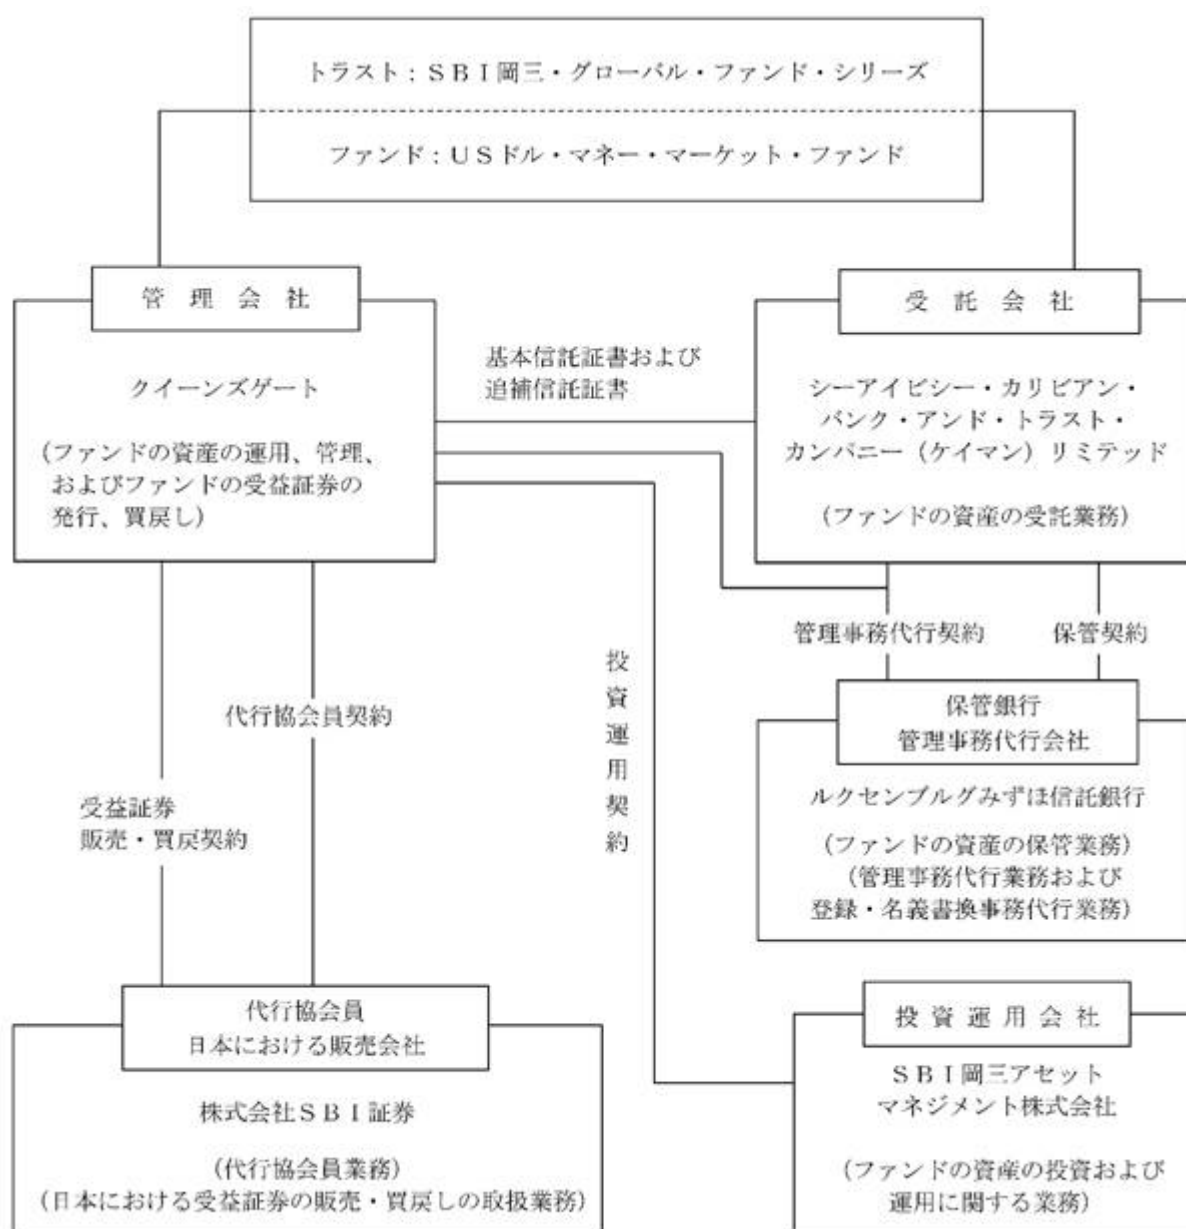 トラスト：ＳＢＩ岡三・グローバル・ファンド・シリーズ
ファンド：ＵＳドル・マネー・マーケット・ファンド
管理会社
クイーンズゲート
（ファンドの資産の運用、管理、
およびファンドの受益証券の
発行、買戻し）
基本信託証書および
追補信託証書
受託会社
シーアイビシー・カリビアン・
バンク・アンド・トラスト・
カンパニー（ケイマン）リミテッド
（ファンドの資産の受託業務）
管理事務代行契約
保管契約
投資運用契約
代行協会員契約
受益証券
販売・買戻契約
保管銀行
管理事務代行会社
ルクセンブルグみずほ信託銀行
（ファンドの資産の保管業務）
（管理事務代行業務および
登録・名義書換事務代行業務）
代行協会員
日本における販売会社
株式会社ＳＢＩ証券
（代行協会員業務）
（日本における受益証券の販売・買戻しの取扱業務）
投資運用会社
ＳＢＩ岡三アセット
マネジメント株式会社
（ファンドの資産の投資および
運用に関する業務）